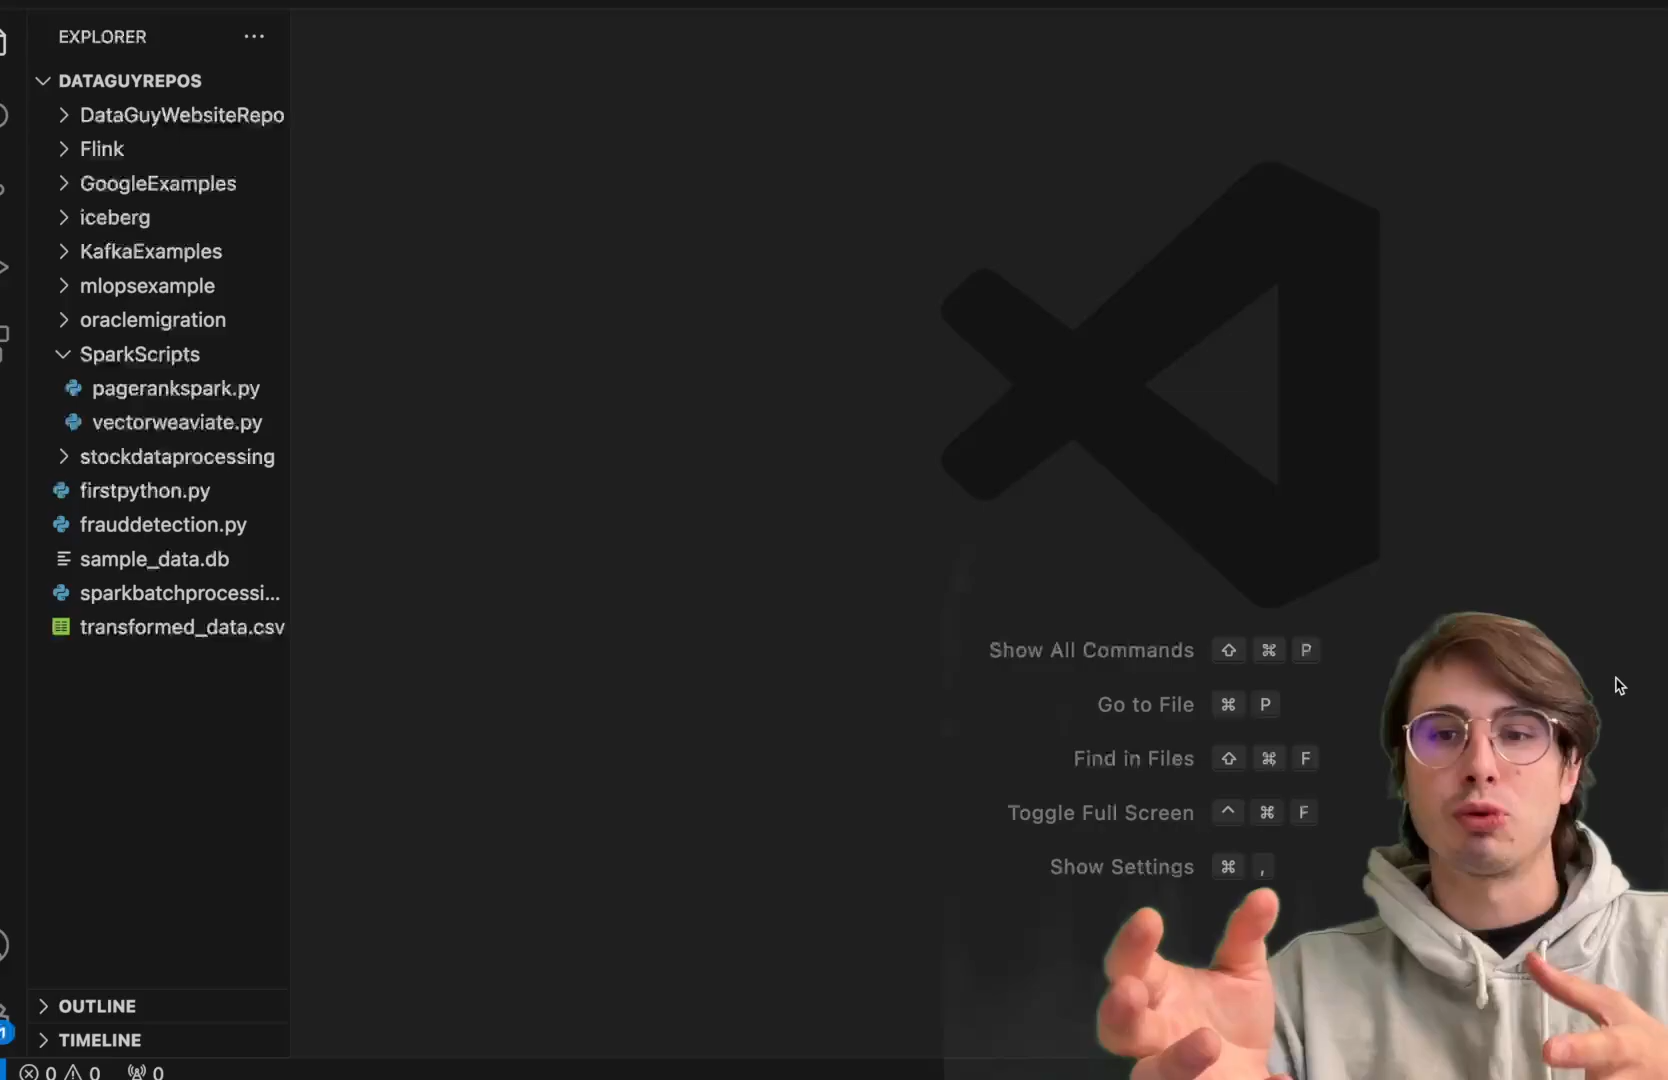 EXPLORER ...
DATAGUYREPOS
DataGuyWebsiteRepo
Flink
GoogleExamples
iceberg
KafkaExamples
mlopsexample
oraclemigration
SparkScripts
pagerankspark.py
vectorweaviate.py
stockdataprocessing
firstpython.py
frauddetection.py
sample_data.db
sparkbatchprocessi...
transformed_data.csv
Show All Commands ⇧ ⌘ P
Go to File ⌘ P
Find in Files ⇧ ⌘ F
Toggle Full Screen ^ ⌘ F
Show Settings ⌘ ,
OUTLINE
TIMELINE
1
0 0 0